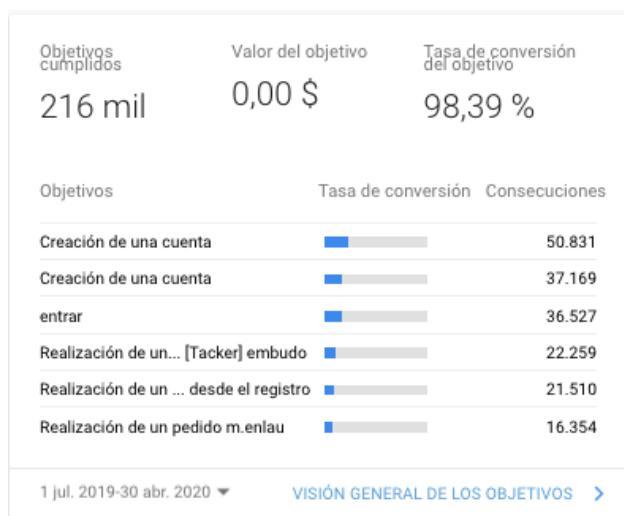 Objetivos
cumplidos
216 mil
Valor del objetivo
0,00 $
Tasa de conversión
del objetivo
98,39 %
Objetivos Tasa de conversión Consecuciones
Creación de una cuenta 50.831
Creación de una cuenta 37.169
entrar 36.527
Realización de un... [Tacker] embudo 22.259
Realización de un ... desde el registro 21.510
Realización de un pedido m.enlau 16.354
1 jul. 2019-30 abr. 2020 VISIÓN GENERAL DE LOS OBJETIVOS